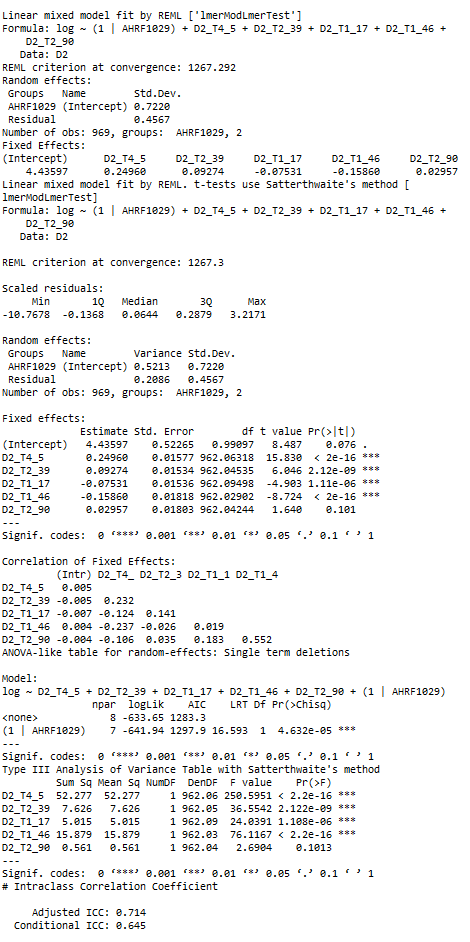 Linear mixed model fit by REML ['lmerModLmerTest']
Formula: log ~ (1 | AHRF1029) + D2_T4_5 + D2_T2_39 + D2_T1_17 + D2_T1_46 +
    D2_T2_90
   Data: D2
REML criterion at convergence: 1267.292
Random effects:
 Groups   Name        Std.Dev.
 AHRF1029 (Intercept) 0.7220
 Residual             0.4567
Number of obs: 969, groups:  AHRF1029, 2
Fixed Effects:
(Intercept)      D2_T4_5     D2_T2_39     D2_T1_17     D2_T1_46     D2_T2_90
    4.43597      0.24960      0.09274     -0.07531     -0.15860      0.02957
Linear mixed model fit by REML. t-tests use Satterthwaite's method [
lmerModLmerTest]
Formula: log ~ (1 | AHRF1029) + D2_T4_5 + D2_T2_39 + D2_T1_17 + D2_T1_46 +
    D2_T2_90
   Data: D2

REML criterion at convergence: 1267.3

Scaled residuals:
     Min       1Q   Median       3Q      Max
-10.7678  -0.1368   0.0644   0.2879   3.2171

Random effects:
 Groups   Name        Variance Std.Dev.
 AHRF1029 (Intercept) 0.5213   0.7220
 Residual             0.2086   0.4567
Number of obs: 969, groups:  AHRF1029, 2

Fixed effects:
             Estimate Std. Error        df t value Pr(>|t|)
(Intercept)   4.43597    0.52265   0.99097   8.487    0.076 .
D2_T4_5       0.24960    0.01577 962.06318  15.830  < 2e-16 ***
D2_T2_39      0.09274    0.01534 962.04535   6.046 2.12e-09 ***
D2_T1_17     -0.07531    0.01536 962.09498  -4.903 1.11e-06 ***
D2_T1_46     -0.15860    0.01818 962.02902  -8.724  < 2e-16 ***
D2_T2_90      0.02957    0.01803 962.04244   1.640    0.101
---
Signif. codes:  0 ‘***’ 0.001 ‘**’ 0.01 ‘*’ 0.05 ‘.’ 0.1 ‘ ’ 1

Correlation of Fixed Effects:
         (Intr) D2_T4_ D2_T2_3 D2_T1_1 D2_T1_4
D2_T4_5   0.005
D2_T2_39 -0.005  0.232
D2_T1_17 -0.007 -0.124  0.141
D2_T1_46  0.004 -0.237 -0.026   0.019
D2_T2_90 -0.004 -0.106  0.035   0.183   0.552
ANOVA-like table for random-effects: Single term deletions

Model:
log ~ D2_T4_5 + D2_T2_39 + D2_T1_17 + D2_T1_46 + D2_T2_90 + (1 | AHRF1029)
               npar  logLik    AIC    LRT Df Pr(>Chisq)
<none>            8 -633.65 1283.3
(1 | AHRF1029)    7 -641.94 1297.9 16.593  1  4.632e-05 ***
---
Signif. codes:  0 ‘***’ 0.001 ‘**’ 0.01 ‘*’ 0.05 ‘.’ 0.1 ‘ ’ 1
Type III Analysis of Variance Table with Satterthwaite's method
         Sum Sq Mean Sq NumDF  DenDF  F value    Pr(>F)
D2_T4_5  52.277  52.277     1 962.06 250.5951 < 2.2e-16 ***
D2_T2_39  7.626   7.626     1 962.05  36.5542 2.122e-09 ***
D2_T1_17  5.015   5.015     1 962.09  24.0391 1.108e-06 ***
D2_T1_46 15.879  15.879     1 962.03  76.1167 < 2.2e-16 ***
D2_T2_90  0.561   0.561     1 962.04   2.6904    0.1013
---
Signif. codes:  0 ‘***’ 0.001 ‘**’ 0.01 ‘*’ 0.05 ‘.’ 0.1 ‘ ’ 1
# Intraclass Correlation Coefficient

     Adjusted ICC: 0.714
  Conditional ICC: 0.645